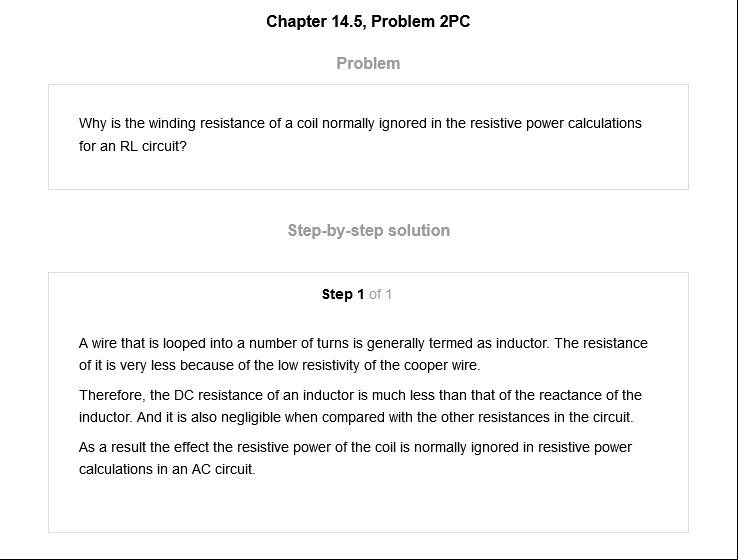 Chapter 14.5, Problem 2PC
Problem
Why is the winding resistance of a coil normally ignored in the resistive power calculations
for an RL circuit?
Step-by-step solution
Step 1 of 1
A wire that is looped into a number of turns is generally termed as inductor. The resistance
of it is very less because of the low resistivity of the cooper wire.
Therefore, the DC resistance of an inductor is much less than that of the reactance of the
inductor. And it is also negligible when compared with the other resistances in the circuit.
As a result the effect the resistive power of the coil is normally ignored in resistive power
calculations in an AC circuit.